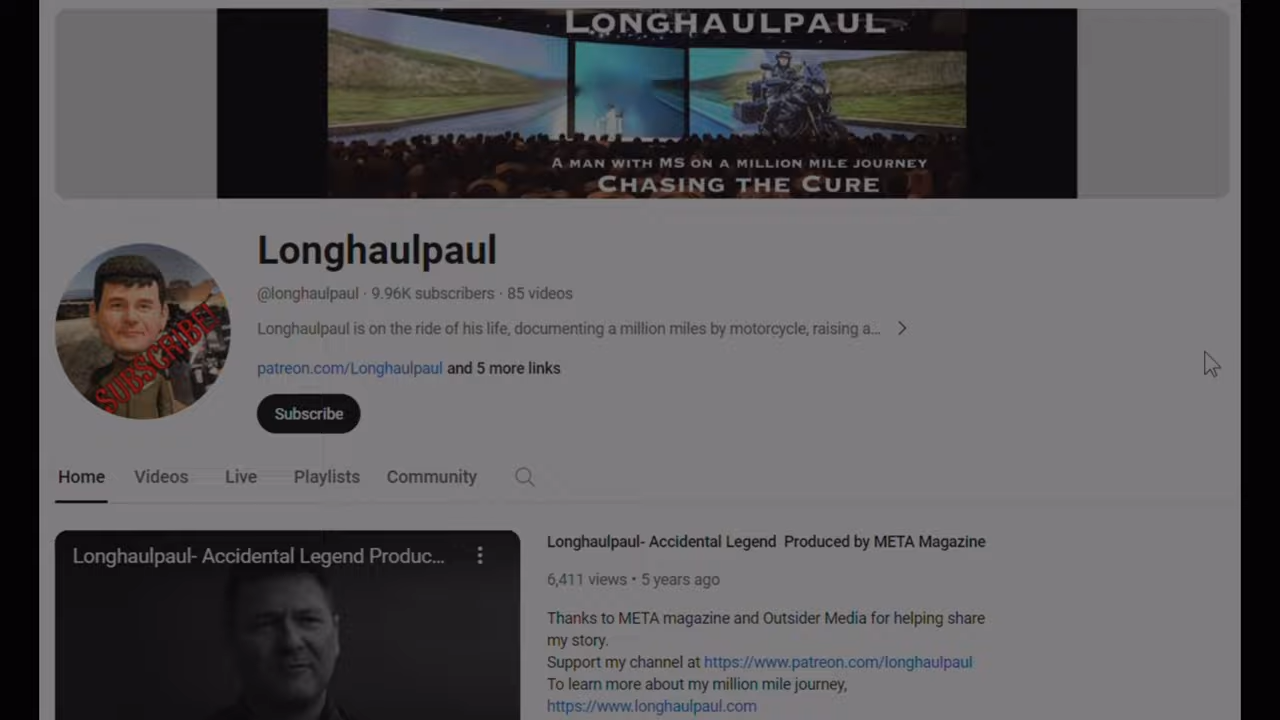 LONGHAULPAUL
A MAN WITH MS ON A MILLION MILE JOURNEY
CHASING THE CURE
SUBSCRIBE!
Longhaulpaul
@longhaulpaul · 9.96K subscribers · 85 videos
Longhaulpaul is on the ride of his life, documenting a million miles by motorcycle, raising a...
patreon.com/Longhaulpaul and 5 more links
Subscribe
Home Videos Live Playlists Community
Longhaulpaul- Accidental Legend Produc...
Longhaulpaul- Accidental Legend Produced by META Magazine
6,411 views • 5 years ago
Thanks to META magazine and Outsider Media for helping share
my story.
Support my channel at https://www.patreon.com/longhaulpaul
To learn more about my million mile journey,
https://www.longhaulpaul.com